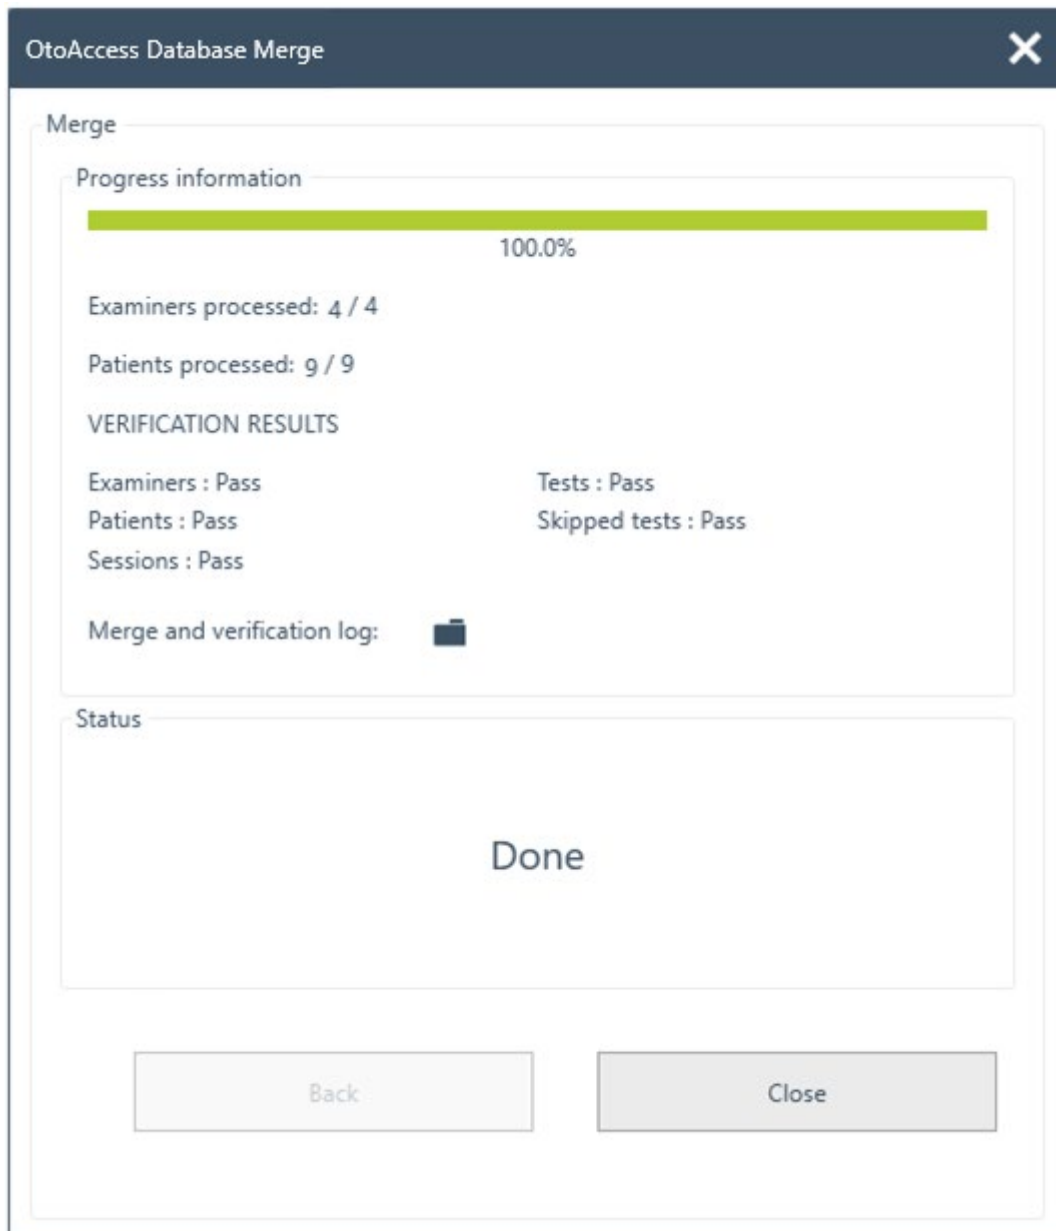 OtoAccess Database Merge
Merge
Progress information
100.0%
Examiners processed: 4 / 4
Patients processed: 9 / 9
VERIFICATION RESULTS
Examiners : Pass
Tests : Pass
Patients : Pass
Skipped tests : Pass
Sessions : Pass
Merge and verification log:
Status
Done
Back
Close